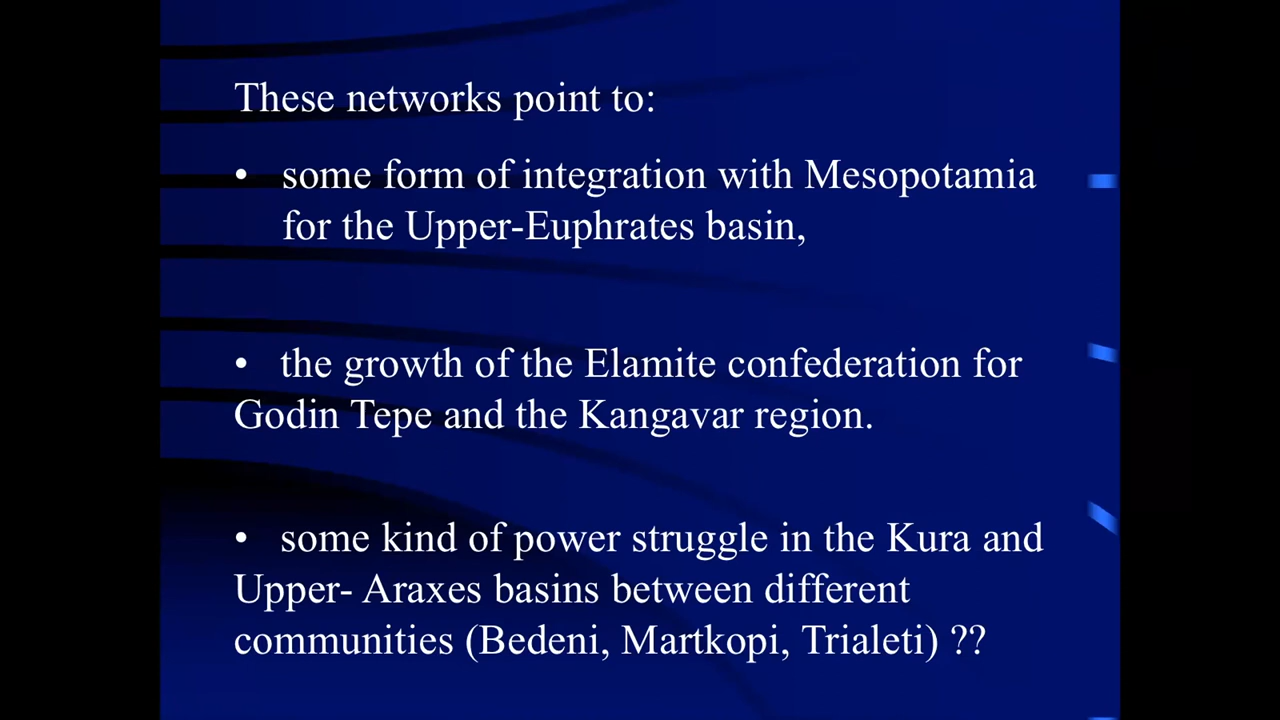 These networks point to:
• some form of integration with Mesopotamia
for the Upper-Euphrates basin,
• the growth of the Elamite confederation for
Godin Tepe and the Kangavar region.
• some kind of power struggle in the Kura and
Upper- Araxes basins between different
communities (Bedeni, Martkopi, Trialeti) ??